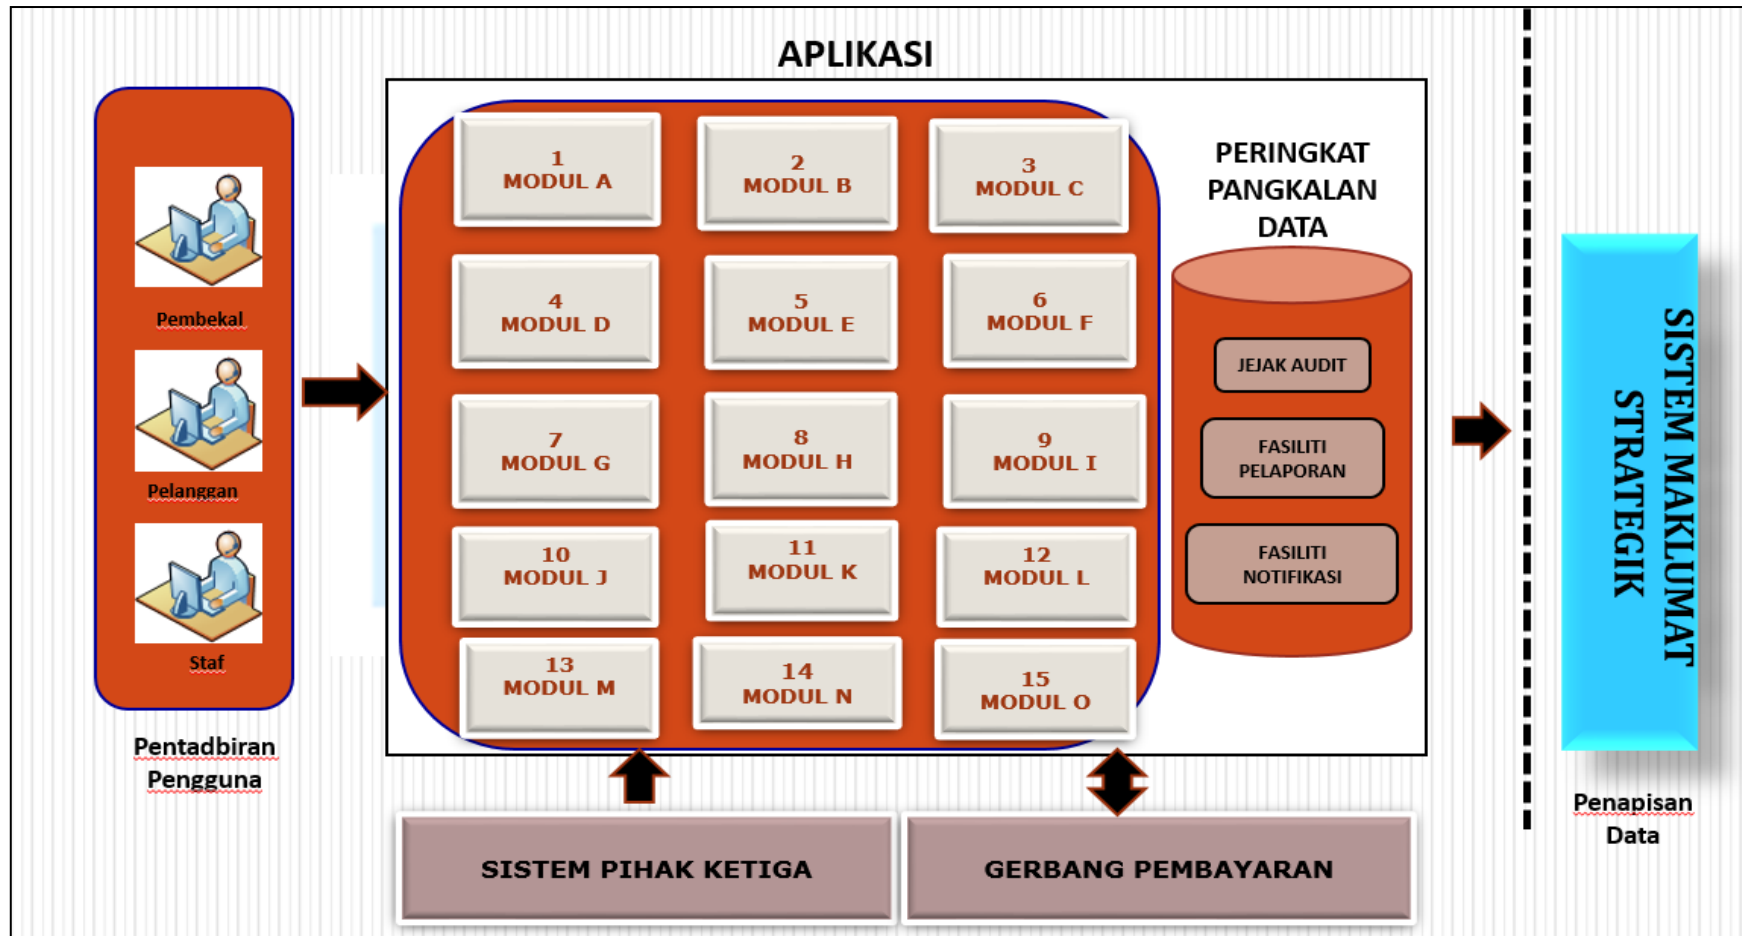 APLIKASI
Pembekal
Pelanggan
Staf
Pentadbiran
Pengguna
1
MODUL A
2
MODUL B
3
MODUL C
4
MODUL D
5
MODUL E
6
MODUL F
7
MODUL G
8
MODUL H
9
MODUL I
10
MODUL J
11
MODUL K
12
MODUL L
13
MODUL M
14
MODUL N
15
MODUL O
PERINGKAT
PANGKALAN
DATA
JEJAK AUDIT
FASILITI
PELAPORAN
FASILITI
NOTIFIKASI
SISTEM PIHAK KETIGA
GERBANG PEMBAYARAN
SISTEM MAKLUMAT
STRATEGIK
Penapisan
Data